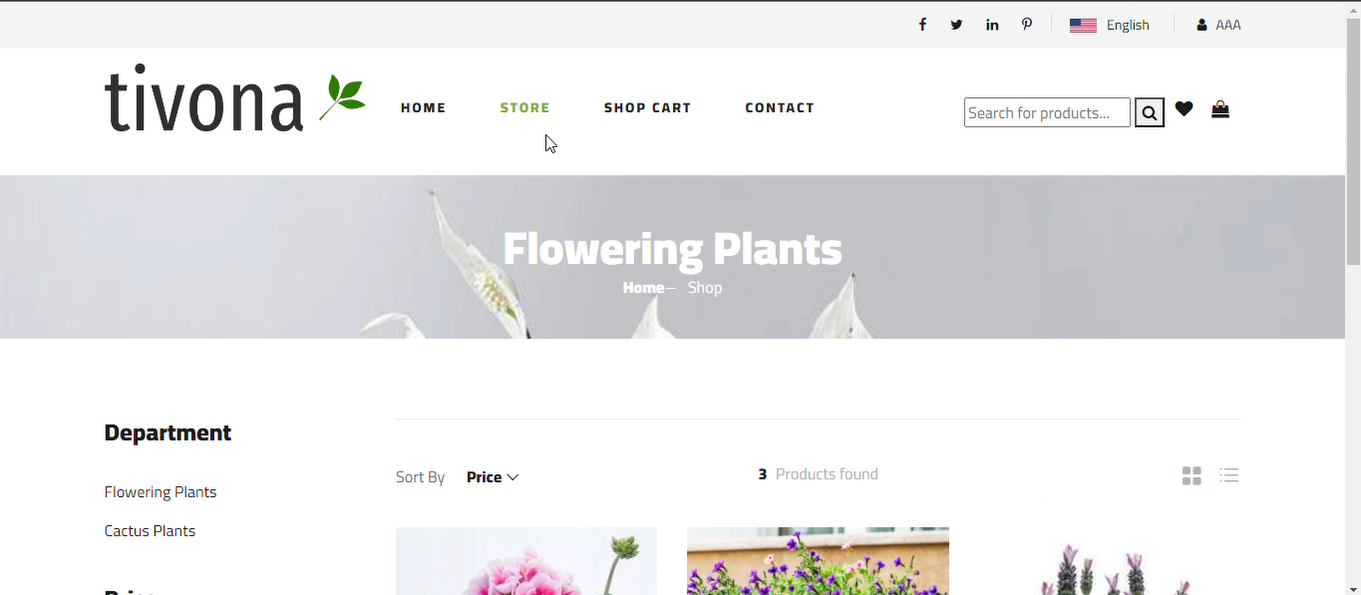 English
AAA
tivona
HOME
STORE
SHOP CART
CONTACT
Search for products...
Flowering Plants
Home— Shop
Department
Flowering Plants
Cactus Plants
Sort By Price
3 Products found